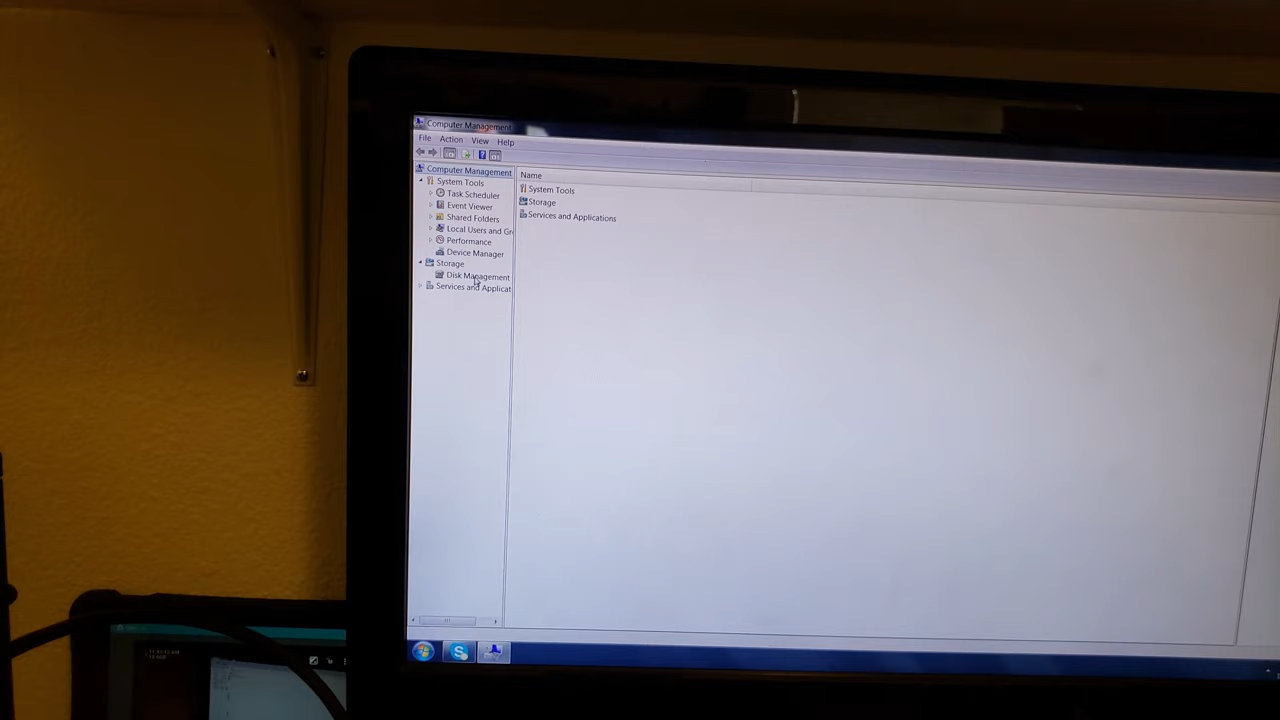 Computer Management
File Action View Help
Computer Management
System Tools
Task Scheduler
Event Viewer
Shared Folders
Local Users and Gr
Performance
Device Manager
Storage
Disk Management
Services and Applicat
Name
System Tools
Storage
Services and Applications